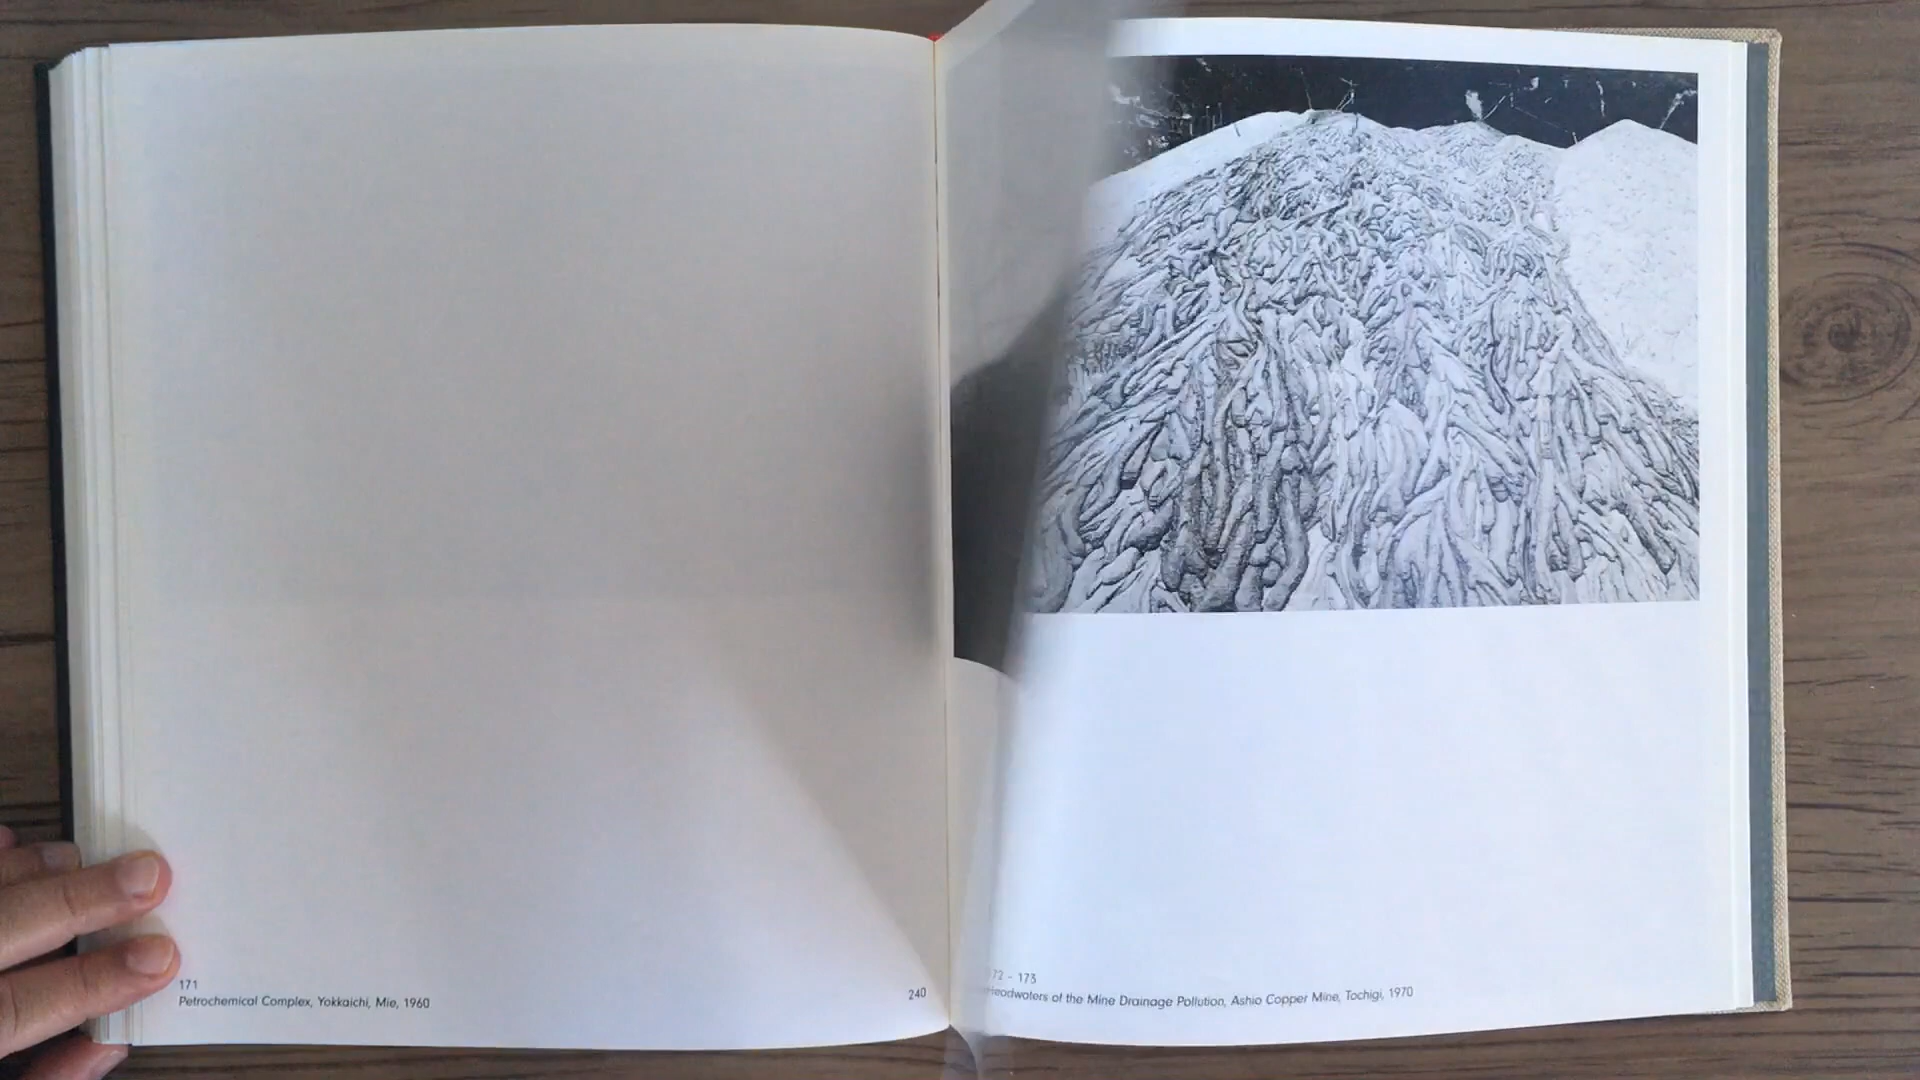 171
Petrochemical Complex, Yokkaichi, Mie, 1960
240
72 - 173
Headwaters of the Mine Drainage Pollution, Ashio Copper Mine, Tochigi, 1970